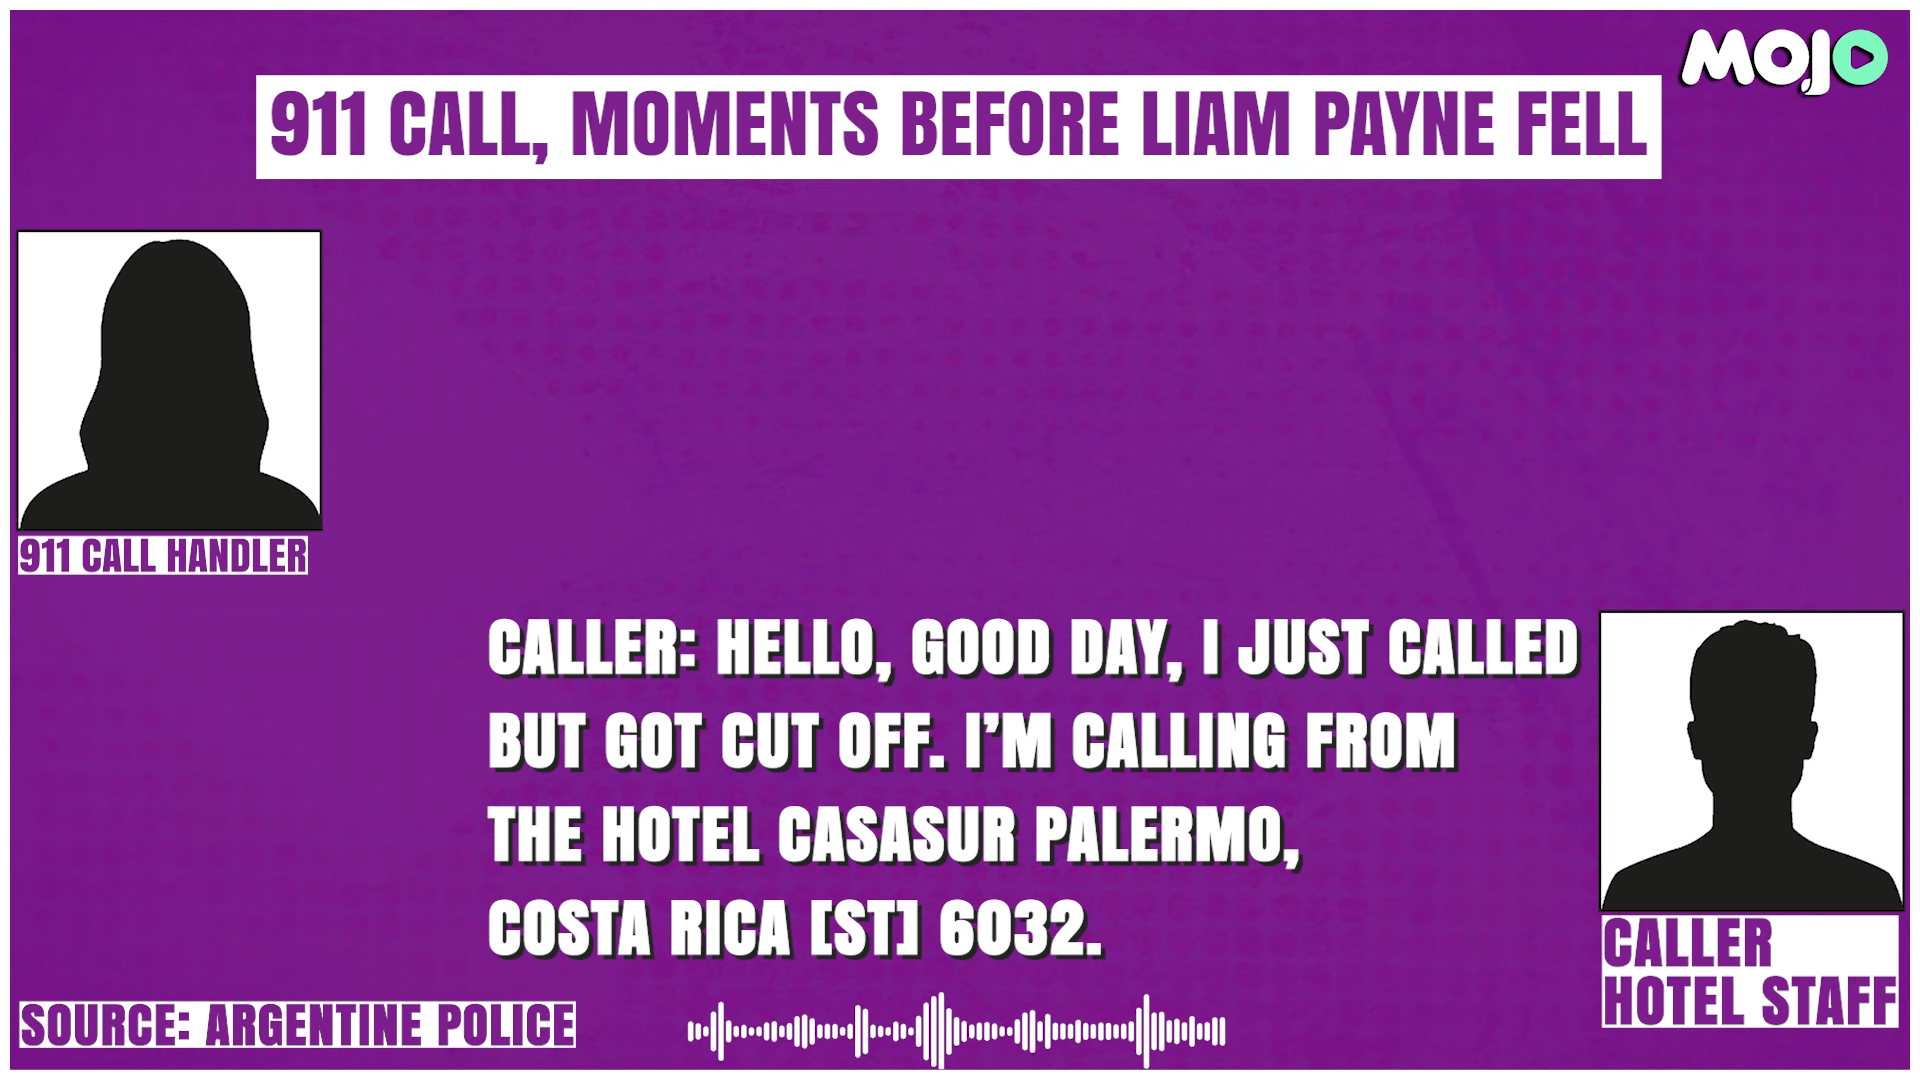 MOJO
911 CALL, MOMENTS BEFORE LIAM PAYNE FELL
911 CALL HANDLER
CALLER: HELLO, GOOD DAY, I JUST CALLED
BUT GOT CUT OFF. I’M CALLING FROM
THE HOTEL CASASUR PALERMO,
COSTA RICA [ST] 6032.
CALLER
HOTEL STAFF
SOURCE: ARGENTINE POLICE